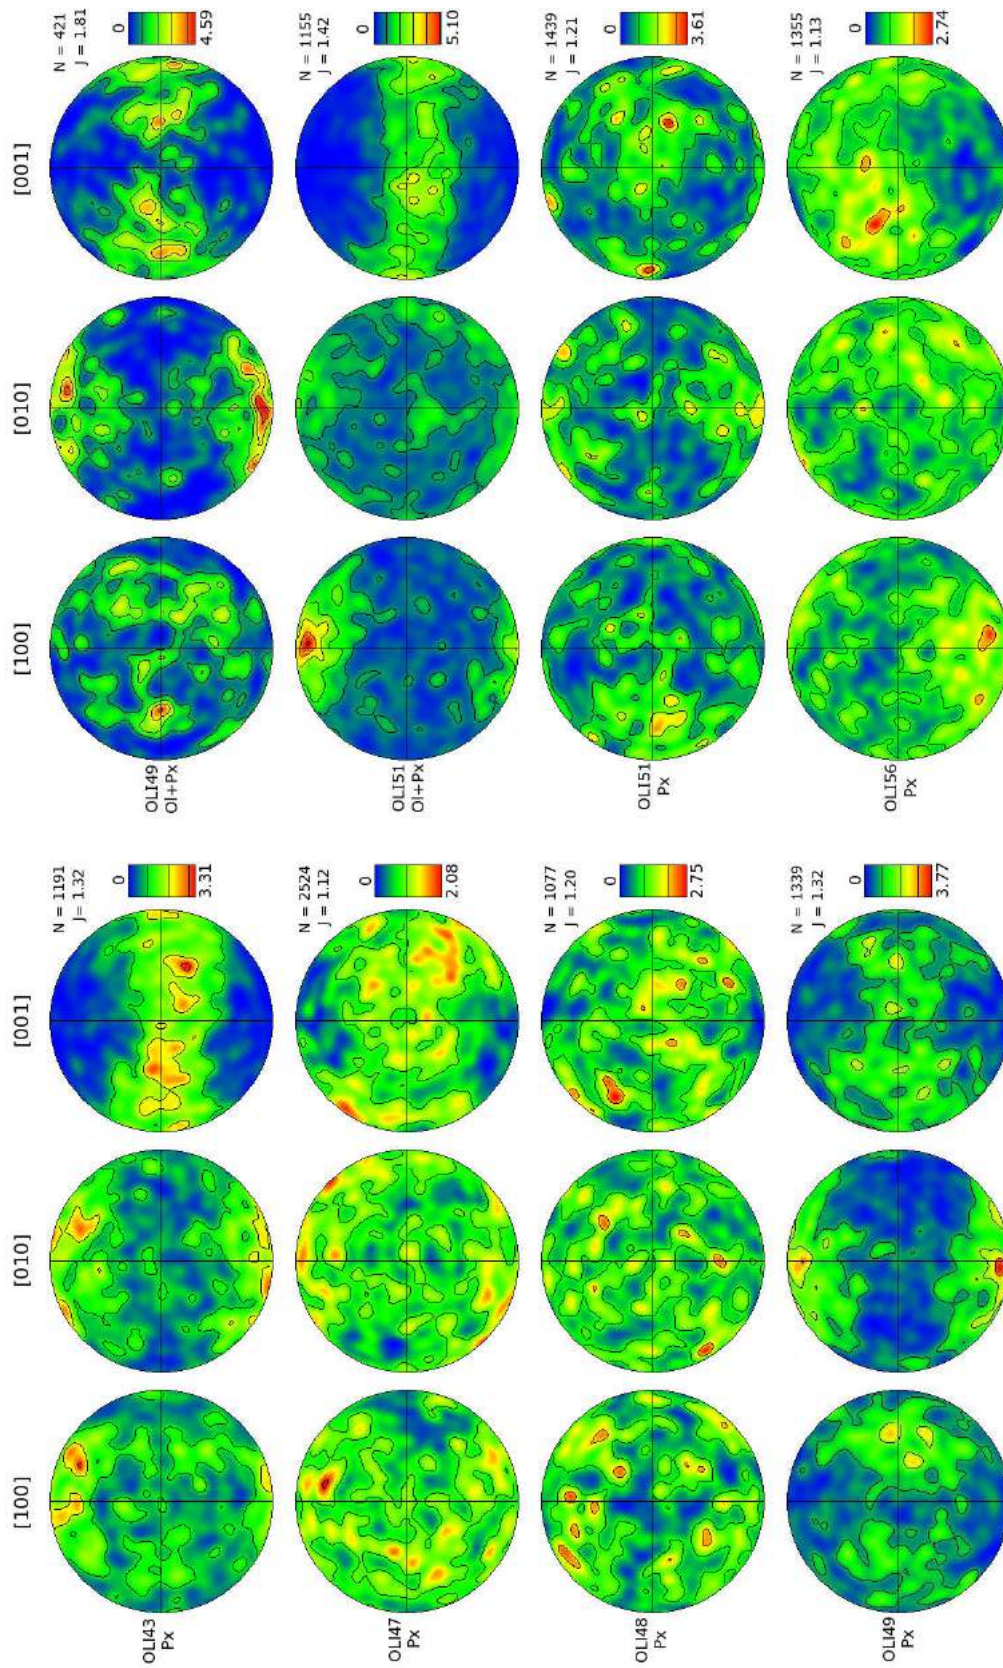 [100]
[010]
[001]
OLI43
Px
N = 1191
J= 1.32
0
3.31
OLI47
Px
N = 2524
J = 1.12
0
2.08
OLI48
Px
N = 1077
J = 1.20
0
2.75
OLI49
Px
N = 1339
J = 1.32
0
3.77
[100]
[010]
[001]
OLI49
Ol+Px
N = 421
J = 1.81
0
4.59
OLI51
Ol+Px
N = 1155
J = 1.42
0
5.10
OLI51
Px
N = 1439
J = 1.21
0
3.61
OLI56
Px
N = 1355
J = 1.13
0
2.74